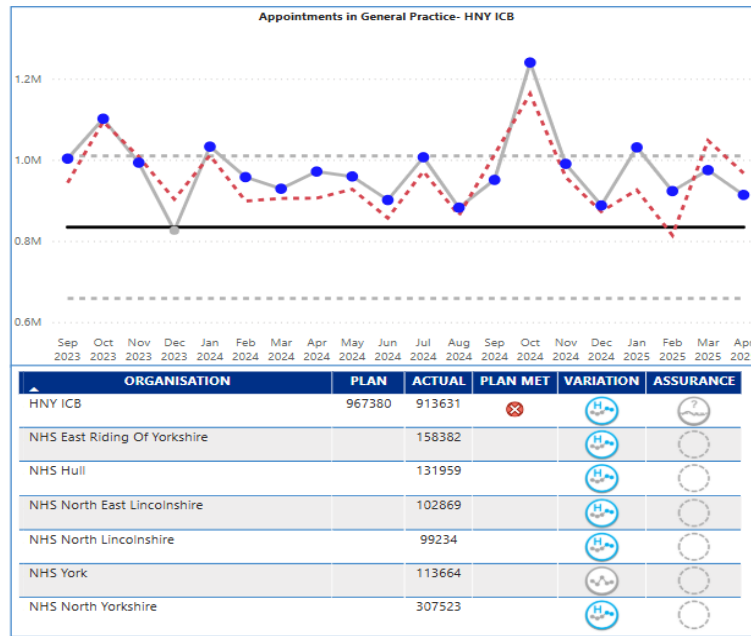 Appointments in General Practice- HNY ICB
1.2M
1.0M
0.8M
0.6M
Sep Oct Nov Dec Jan Feb Mar Apr May Jun Jul Aug Sep Oct Nov Dec Jan Feb Mar Apr
2023 2023 2023 2023 2024 2024 2024 2024 2024 2024 2024 2024 2024 2024 2024 2024 2025 2025 2025 202
ORGANISATION PLAN ACTUAL PLAN MET VARIATION ASSURANCE
HNY ICB 967380 913631 H ?
NHS East Riding Of Yorkshire 158382 H
NHS Hull 131959 H
NHS North East Lincolnshire 102869 H
NHS North Lincolnshire 99234 H
NHS York 113664
NHS North Yorkshire 307523 H